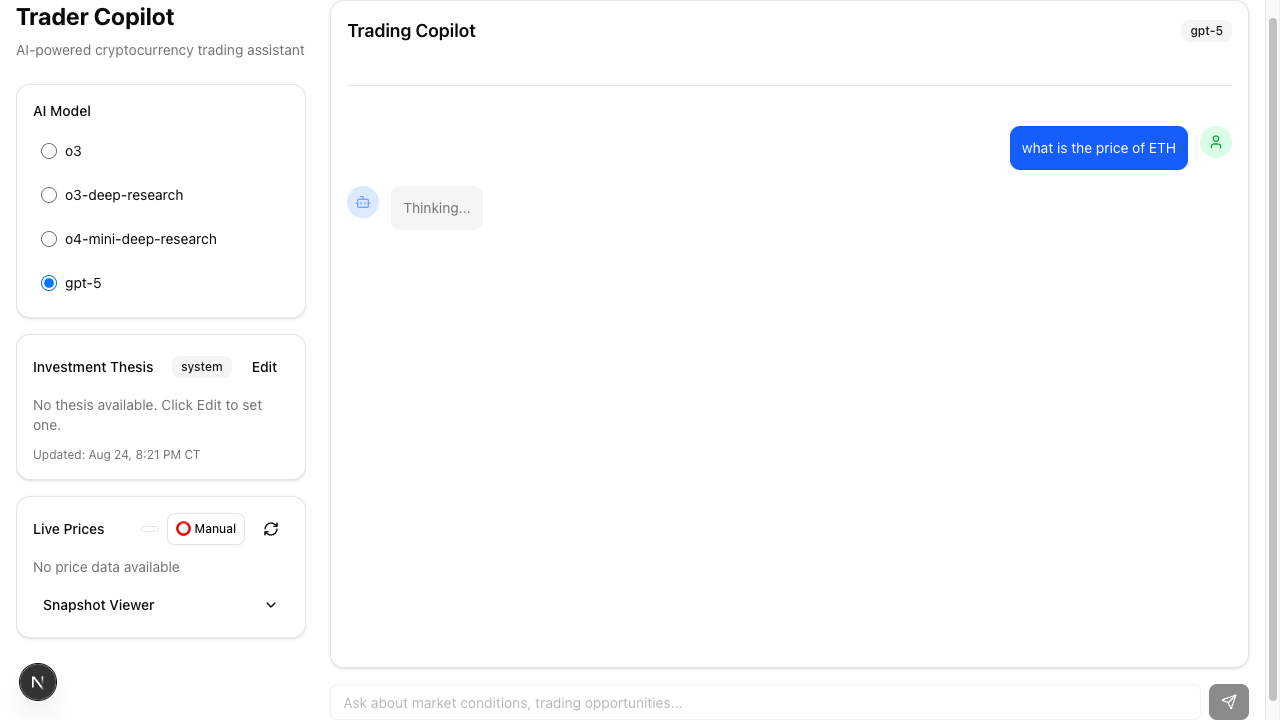 Trader Copilot
AI-powered cryptocurrency trading assistant
AI Model
o3
o3-deep-research
o4-mini-deep-research
gpt-5
Investment Thesis system Edit
No thesis available. Click Edit to set
one.
Updated: Aug 24, 8:21 PM CT
Live Prices Manual
No price data available
Snapshot Viewer
N
Trading Copilot gpt-5
what is the price of ETH
Thinking...
Ask about market conditions, trading opportunities...